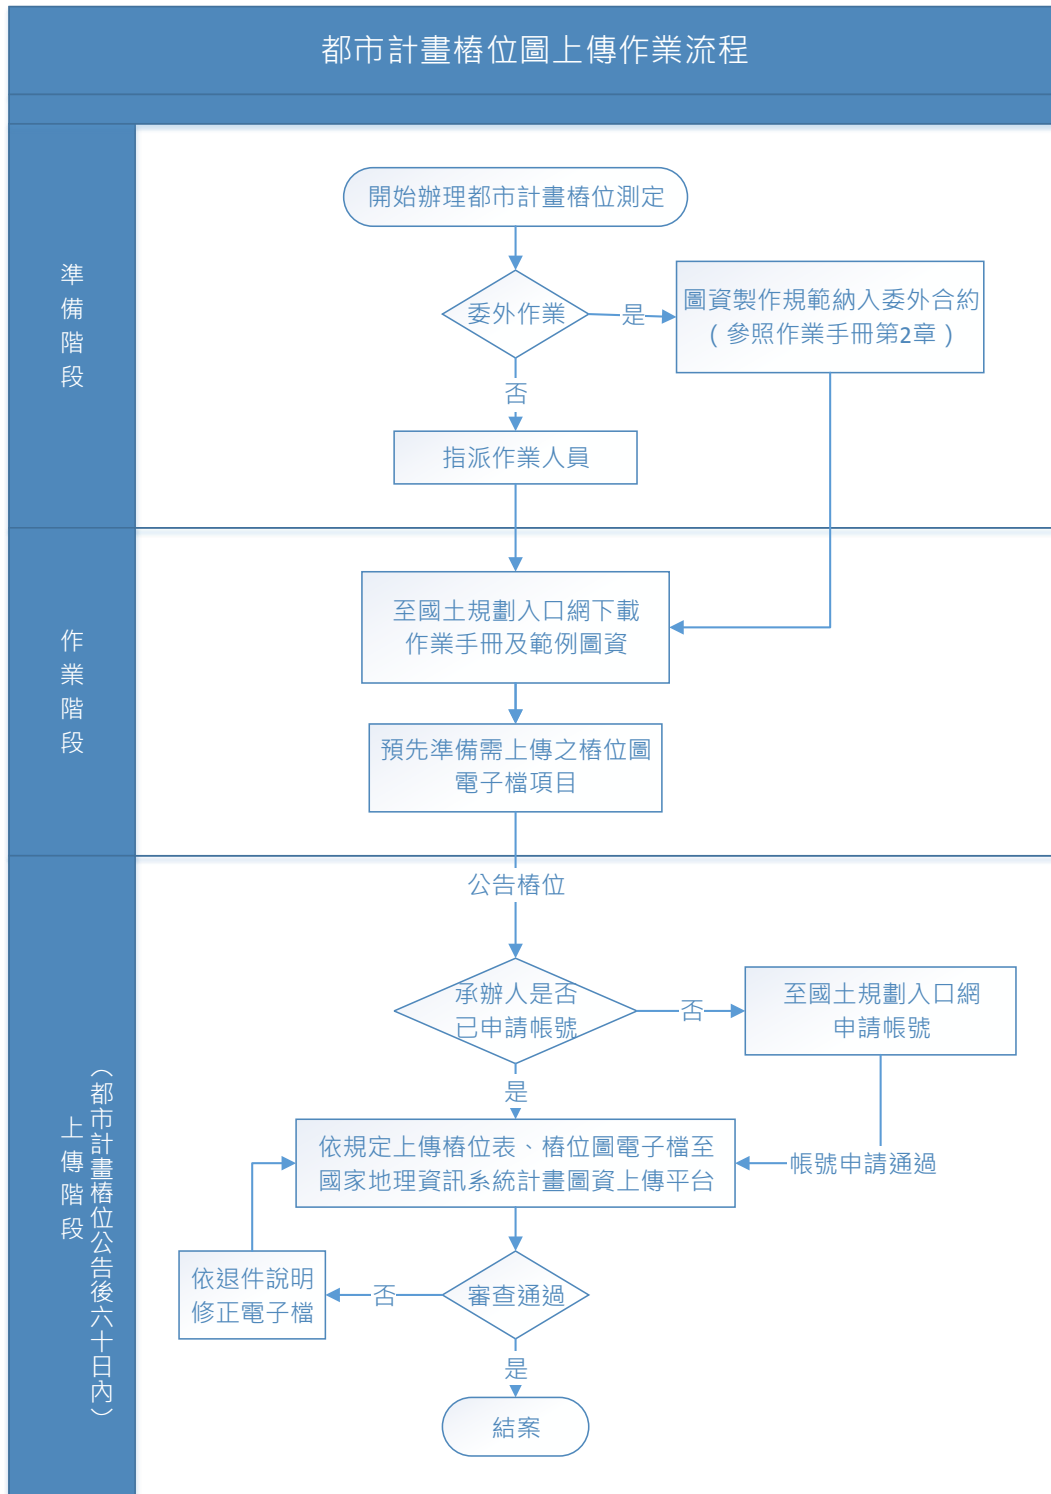 都市計畫樁位圖上傳作業流程
準備階段
開始辦理都市計畫樁位測定
委外作業
是
圖資製作規範納入委外合約
（參照作業手冊第2章）
否
指派作業人員
作業階段
至國土規劃入口網下載
作業手冊及範例圖資
預先準備需上傳之樁位圖
電子檔項目
上傳階段
（都市計畫樁位公告後六十日內）
公告樁位
承辦人是否
已申請帳號
否
至國土規劃入口網
申請帳號
是
依規定上傳樁位表、樁位圖電子檔至
國家地理資訊系統計畫圖資上傳平台
帳號申請通過
審查通過
否
依退件說明
修正電子檔
是
結案